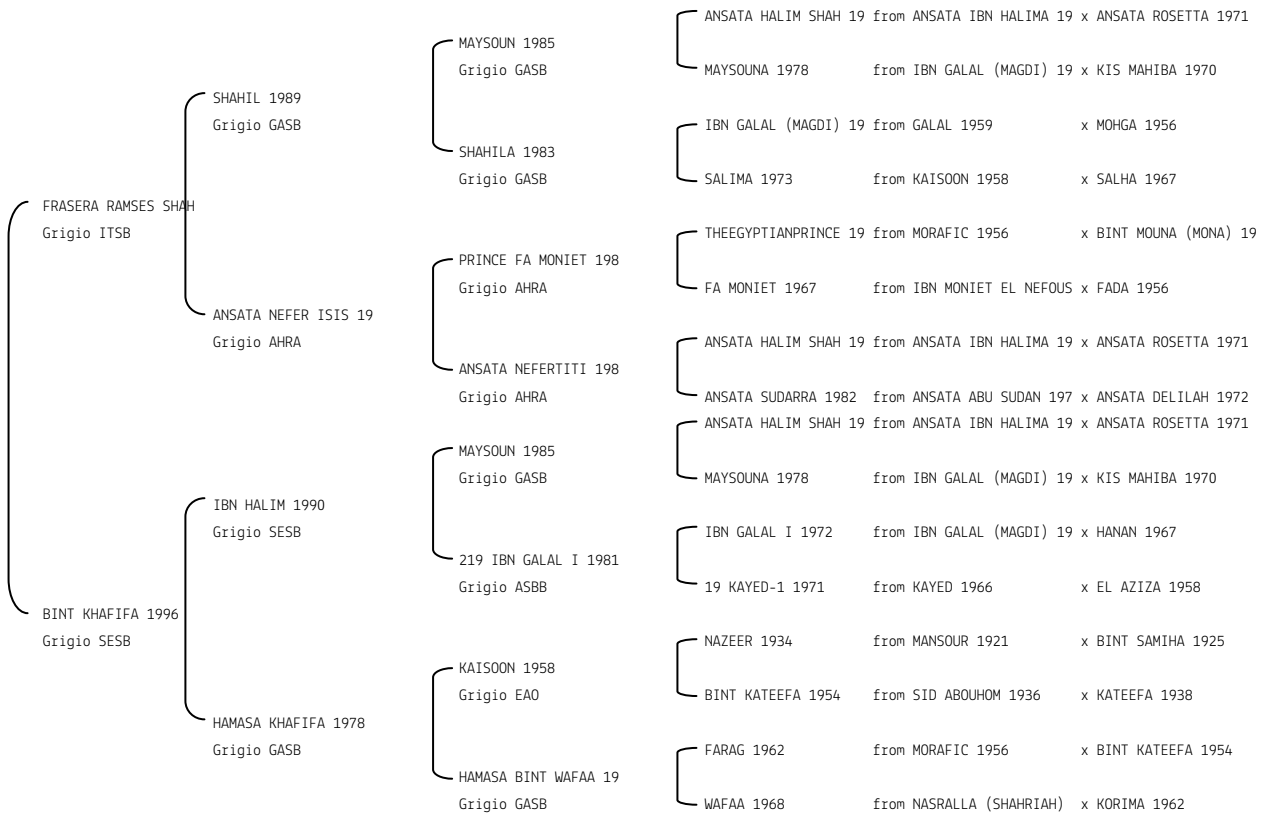 ANSATA HALIM SHAH 19 from ANSATA IBN HALIMA 19 x ANSATA ROSETTA 1971
MAYSOUN 1985
Grigio GASB
MAYSOUNA 1978 from IBN GALAL (MAGDI) 19 x KIS MAHIBA 1970
SHAHIL 1989
Grigio GASB
IBN GALAL (MAGDI) 19 from GALAL 1959 x MOHGA 1956
SHAHILA 1983
Grigio GASB
SALIMA 1973 from KAISOON 1958 x SALHA 1967
FRASERA RAMSES SHAH
Grigio ITSB
THEEGYPTIANPRINCE 19 from MORAFIC 1956 x BINT MOUNA (MONA) 19
PRINCE FA MONIET 198
Grigio AHRA
FA MONIET 1967 from IBN MONIET EL NEFOUS x FADA 1956
ANSATA NEFER ISIS 19
Grigio AHRA
ANSATA HALIM SHAH 19 from ANSATA IBN HALIMA 19 x ANSATA ROSETTA 1971
ANSATA NEFERTITI 198
Grigio AHRA
ANSATA SUDARRA 1982 from ANSATA ABU SUDAN 197 x ANSATA DELILAH 1972
ANSATA HALIM SHAH 19 from ANSATA IBN HALIMA 19 x ANSATA ROSETTA 1971
MAYSOUN 1985
Grigio GASB
MAYSOUNA 1978 from IBN GALAL (MAGDI) 19 x KIS MAHIBA 1970
IBN HALIM 1990
Grigio SESB
IBN GALAL I 1972 from IBN GALAL (MAGDI) 19 x HANAN 1967
219 IBN GALAL I 1981
Grigio ASBB
19 KAYED-1 1971 from KAYED 1966 x EL AZIZA 1958
BINT KHAFIFA 1996
Grigio SESB
NAZEER 1934 from MANSOUR 1921 x BINT SAMIHA 1925
KAISOON 1958
Grigio EAO
BINT KATEEFA 1954 from SID ABOUHOM 1936 x KATEEFA 1938
HAMASA KHAFIFA 1978
Grigio GASB
FARAG 1962 from MORAFIC 1956 x BINT KATEEFA 1954
HAMASA BINT WAFAA 19
Grigio GASB
WAFAA 1968 from NASRALLA (SHAHRIAH) x KORIMA 1962